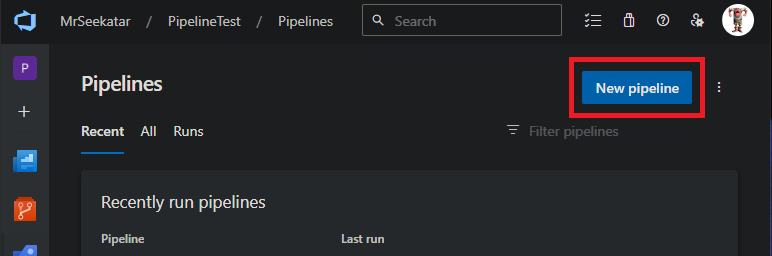 MrSeekatar / PipelineTest / Pipelines Search
P
Pipelines New pipeline
Recent All Runs Filter pipelines
Recently run pipelines
Pipeline Last run